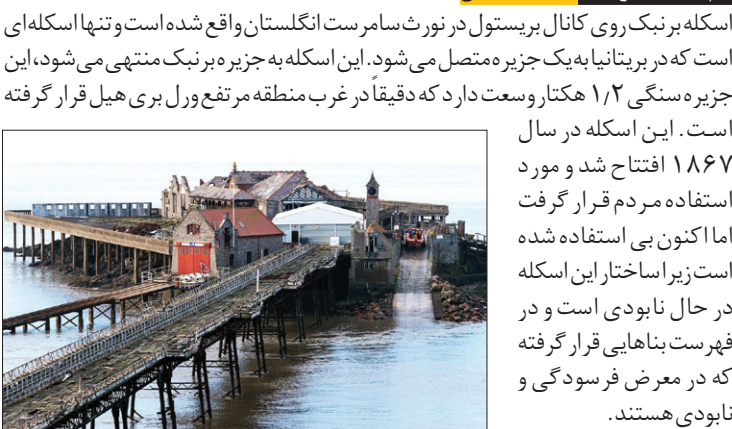 اسکله برنبک روی کانال بریستول در نورث سامرست انگلستان واقع شده است و تنها اسکله‌ای
است که در بریتانیا به یک جزیره متصل می‌شود. این اسکله به جزیره برنبک منتهی می‌شود، این
جزیره سنگی ۱/۲ هکتار وسعت دارد که دقیقاً در غرب منطقه مرتفع ورل بری هیل قرار گرفته
است. این اسکله در سال
۱۸۶۷ افتتاح شد و مورد
استفاده مردم قرار گرفت
اما اکنون بی استفاده شده
است زیرا ساختار این اسکله
در حال نابودی است و در
فهرست بناهایی قرار گرفته
که در معرض فرسودگی و
نابودی هستند.